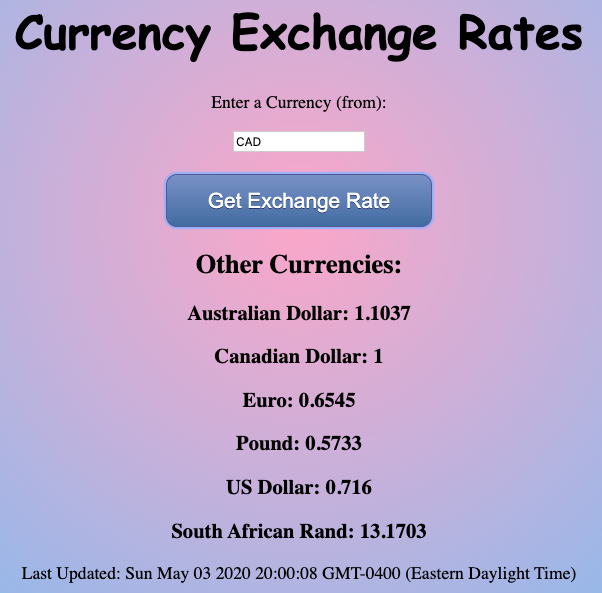 Currency Exchange Rates
Enter a Currency (from):
CAD
Get Exchange Rate
Other Currencies:
Australian Dollar: 1.1037
Canadian Dollar: 1
Euro: 0.6545
Pound: 0.5733
US Dollar: 0.716
South African Rand: 13.1703
Last Updated: Sun May 03 2020 20:00:08 GMT-0400 (Eastern Daylight Time)